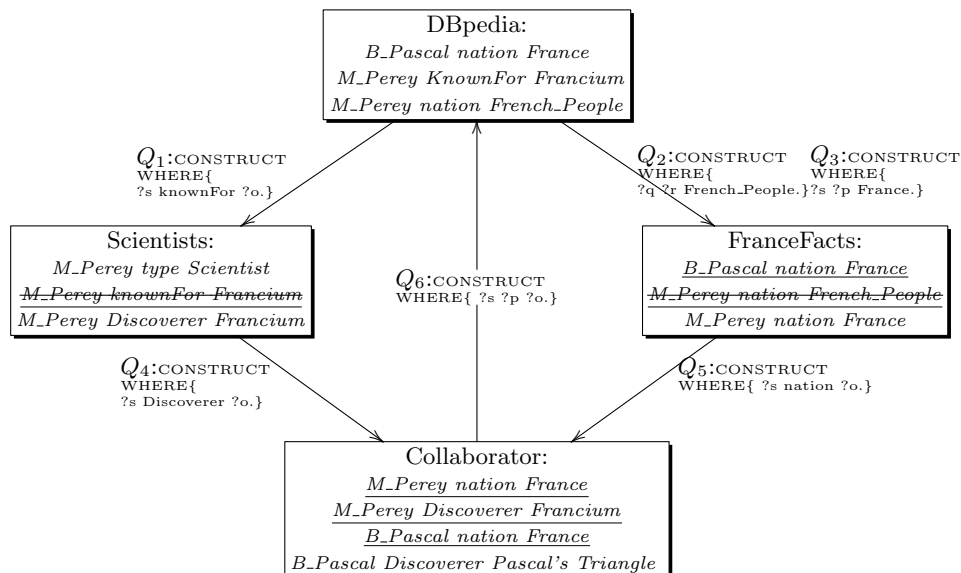 DBpedia:
B_Pascal nation France
M_Perey KnownFor Francium
M_Perey nation French_People
Q1:CONSTRUCT
WHERE{
?s knownFor ?o.}
Q2:CONSTRUCT
WHERE{
?q ?r French_People.}
Q3:CONSTRUCT
WHERE{
?s ?p France.}
Scientists:
M_Perey type Scientist
M_Perey knownFor Francium
M_Perey Discoverer Francium
Q6:CONSTRUCT
WHERE{ ?s ?p ?o.}
FranceFacts:
B_Pascal nation France
M_Perey nation French_People
M_Perey nation France
Q4:CONSTRUCT
WHERE{
?s Discoverer ?o.}
Q5:CONSTRUCT
WHERE{ ?s nation ?o.}
Collaborator:
M_Perey nation France
M_Perey Discoverer Francium
B_Pascal nation France
B_Pascal Discoverer Pascal's Triangle